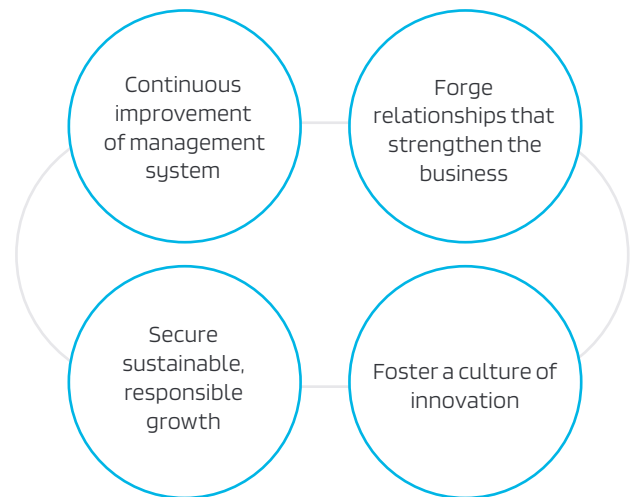 Continuous
improvement
of management
system
Forge
relationships that
strengthen the
business
Secure
sustainable,
responsible
growth
Foster a culture of
innovation